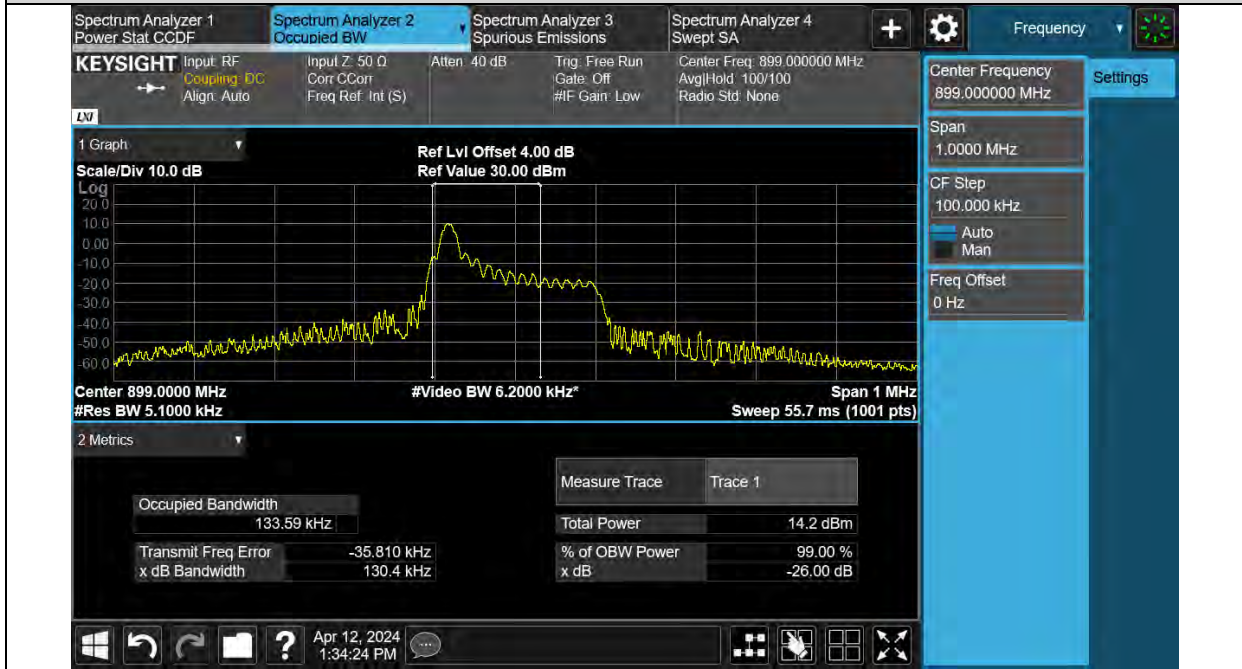 Spectrum Analyzer 1
Power Stat CCDF
Spectrum Analyzer 2
Occupied BW
Spectrum Analyzer 3
Spurious Emissions
Spectrum Analyzer 4
Swept SA
+
Frequency
KEYSIGHT
Input: RF
Coupling: DC
Align: Auto
Input Z: 50 Ω
Corr CCorr
Freq Ref: Int (S)
Atten: 40 dB
Trig: Free Run
Gate: Off
#IF Gain: Low
Center Freq: 899.000000 MHz
Avg|Hold: 100/100
Radio Std: None
LXI
Center Frequency
899.000000 MHz
Settings
Span
1.0000 MHz
CF Step
100.000 kHz
Auto
Man
Freq Offset
0 Hz
1 Graph
Scale/Div 10.0 dB
Ref Lvl Offset 4.00 dB
Ref Value 30.00 dBm
Log
20.0
10.0
0.00
-10.0
-20.0
-30.0
-40.0
-50.0
-60.0
Center 899.0000 MHz
#Video BW 6.2000 kHz*
Span 1 MHz
#Res BW 5.1000 kHz
Sweep 55.7 ms (1001 pts)
2 Metrics
Measure Trace
Trace 1
Occupied Bandwidth
133.59 kHz
Total Power
14.2 dBm
Transmit Freq Error
-35.810 kHz
% of OBW Power
99.00 %
x dB Bandwidth
130.4 kHz
x dB
-26.00 dB
?
Apr 12, 2024
1:34:24 PM